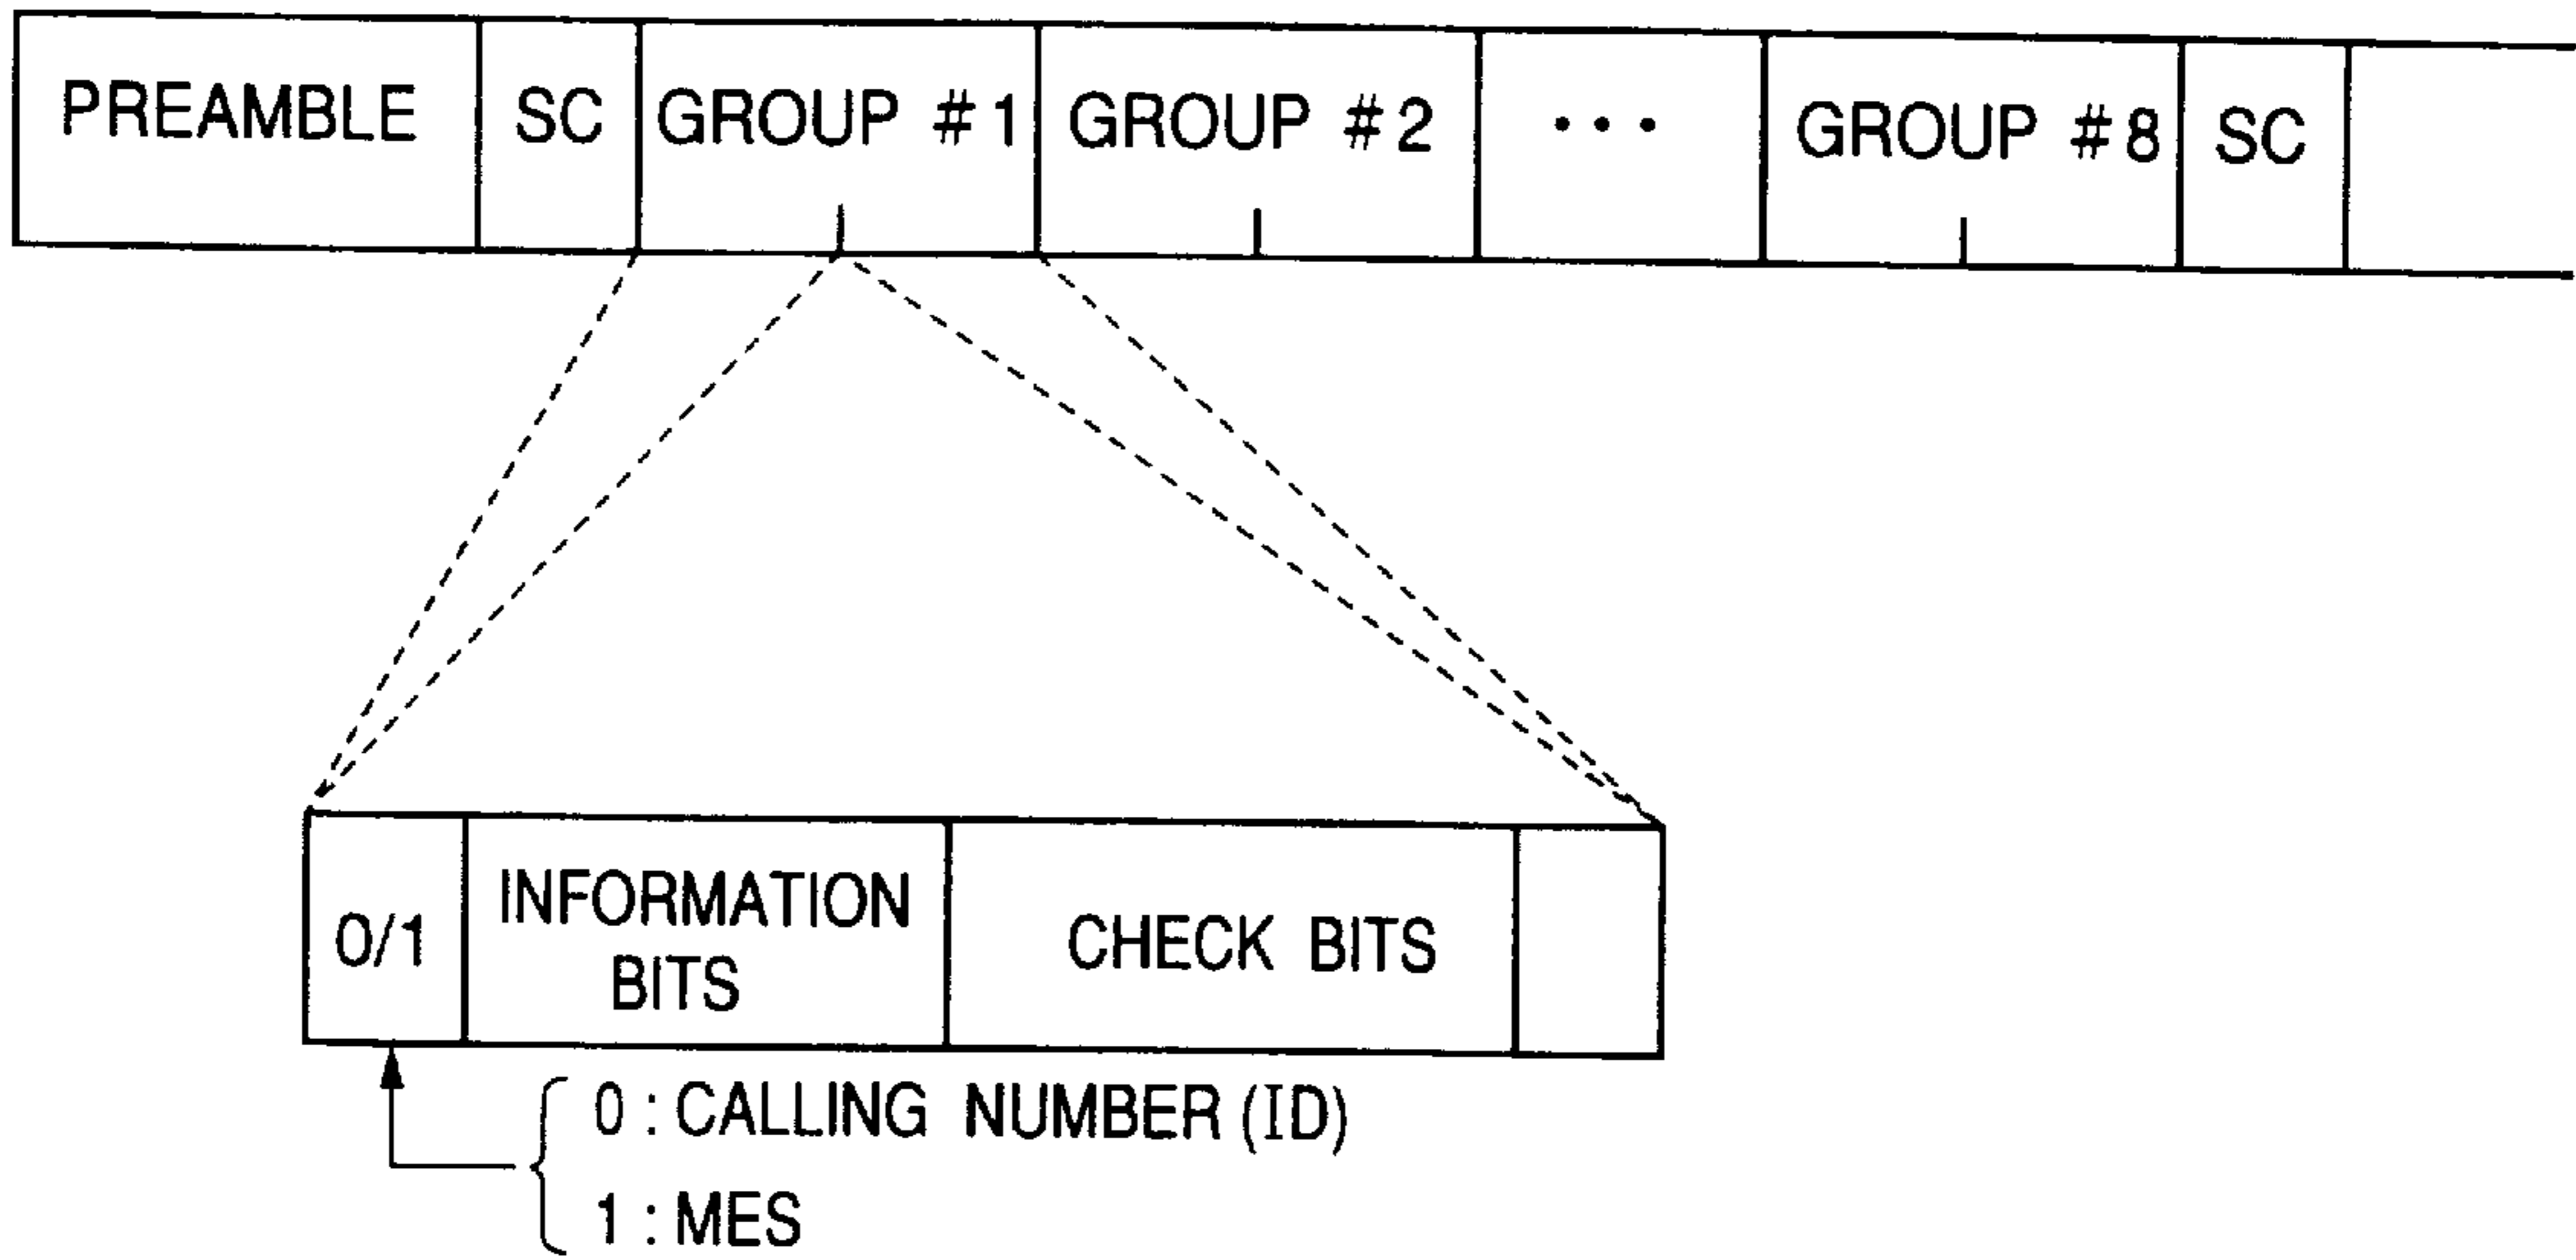 PREAMBLE SC GROUP #1 GROUP #2 ... GROUP #8 SC
0/1 INFORMATION BITS CHECK BITS
0 : CALLING NUMBER (ID)
1 : MES